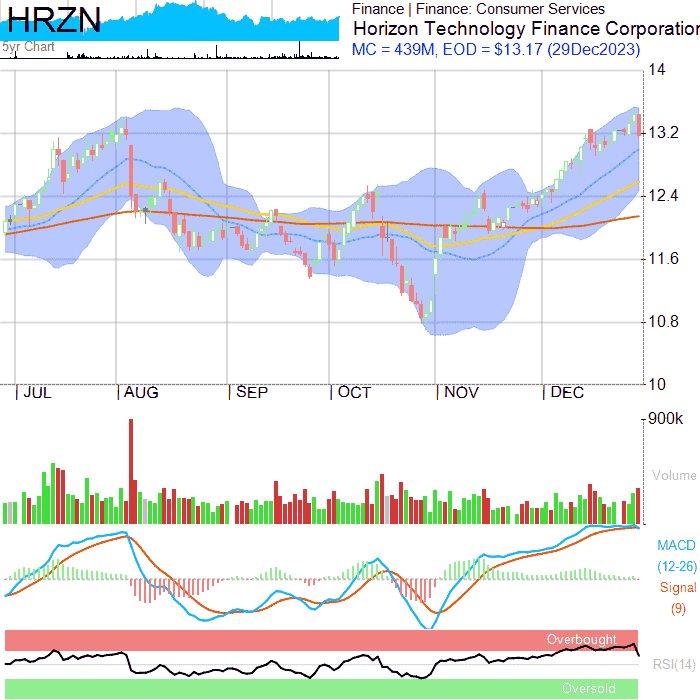 HRZN
5yr Chart
Finance | Finance: Consumer Services
Horizon Technology Finance Corporation
MC = 439M, EOD = $13.17 (29Dec2023)
14
13.2
12.4
11.6
10.8
10
|JUL |AUG |SEP |OCT |NOV |DEC
900k
Volume
MACD
(12-26)
Signal
(9)
Overbought
RSI(14)
Oversold